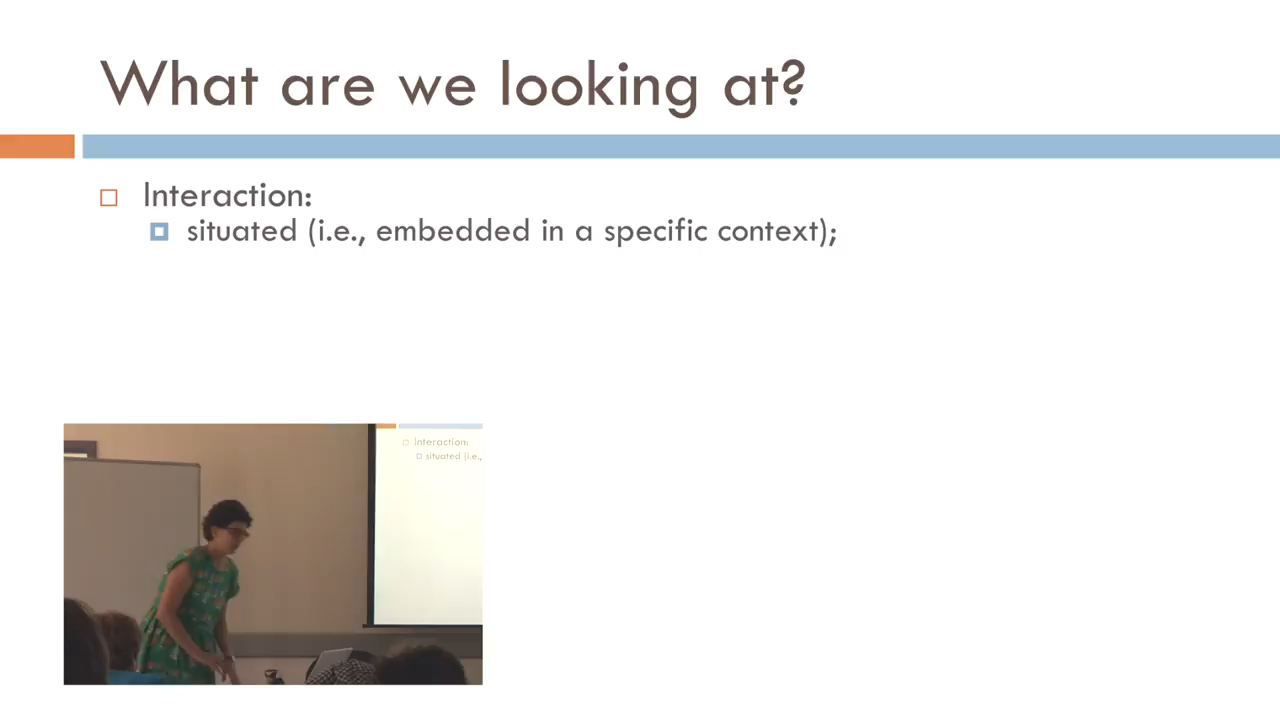 What are we looking at?
Interaction:
situated (i.e., embedded in a specific context);
Interaction:
situated (i.e.,